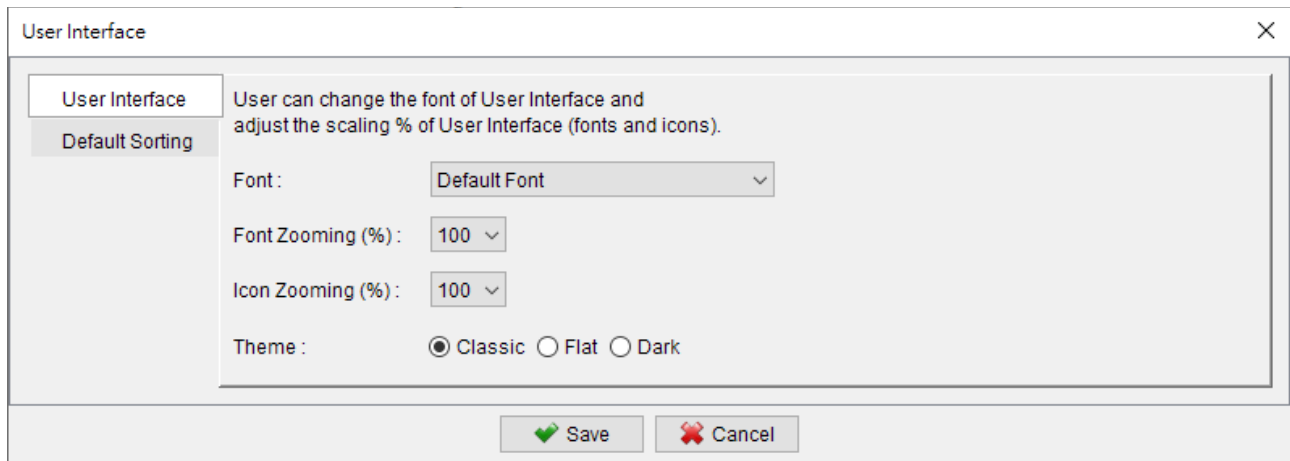 User Interface
User Interface
Default Sorting
User can change the font of User Interface and
adjust the scaling % of User Interface (fonts and icons).
Font : Default Font
Font Zooming (%) : 100
Icon Zooming (%) : 100
Theme : Classic Flat Dark
Save Cancel